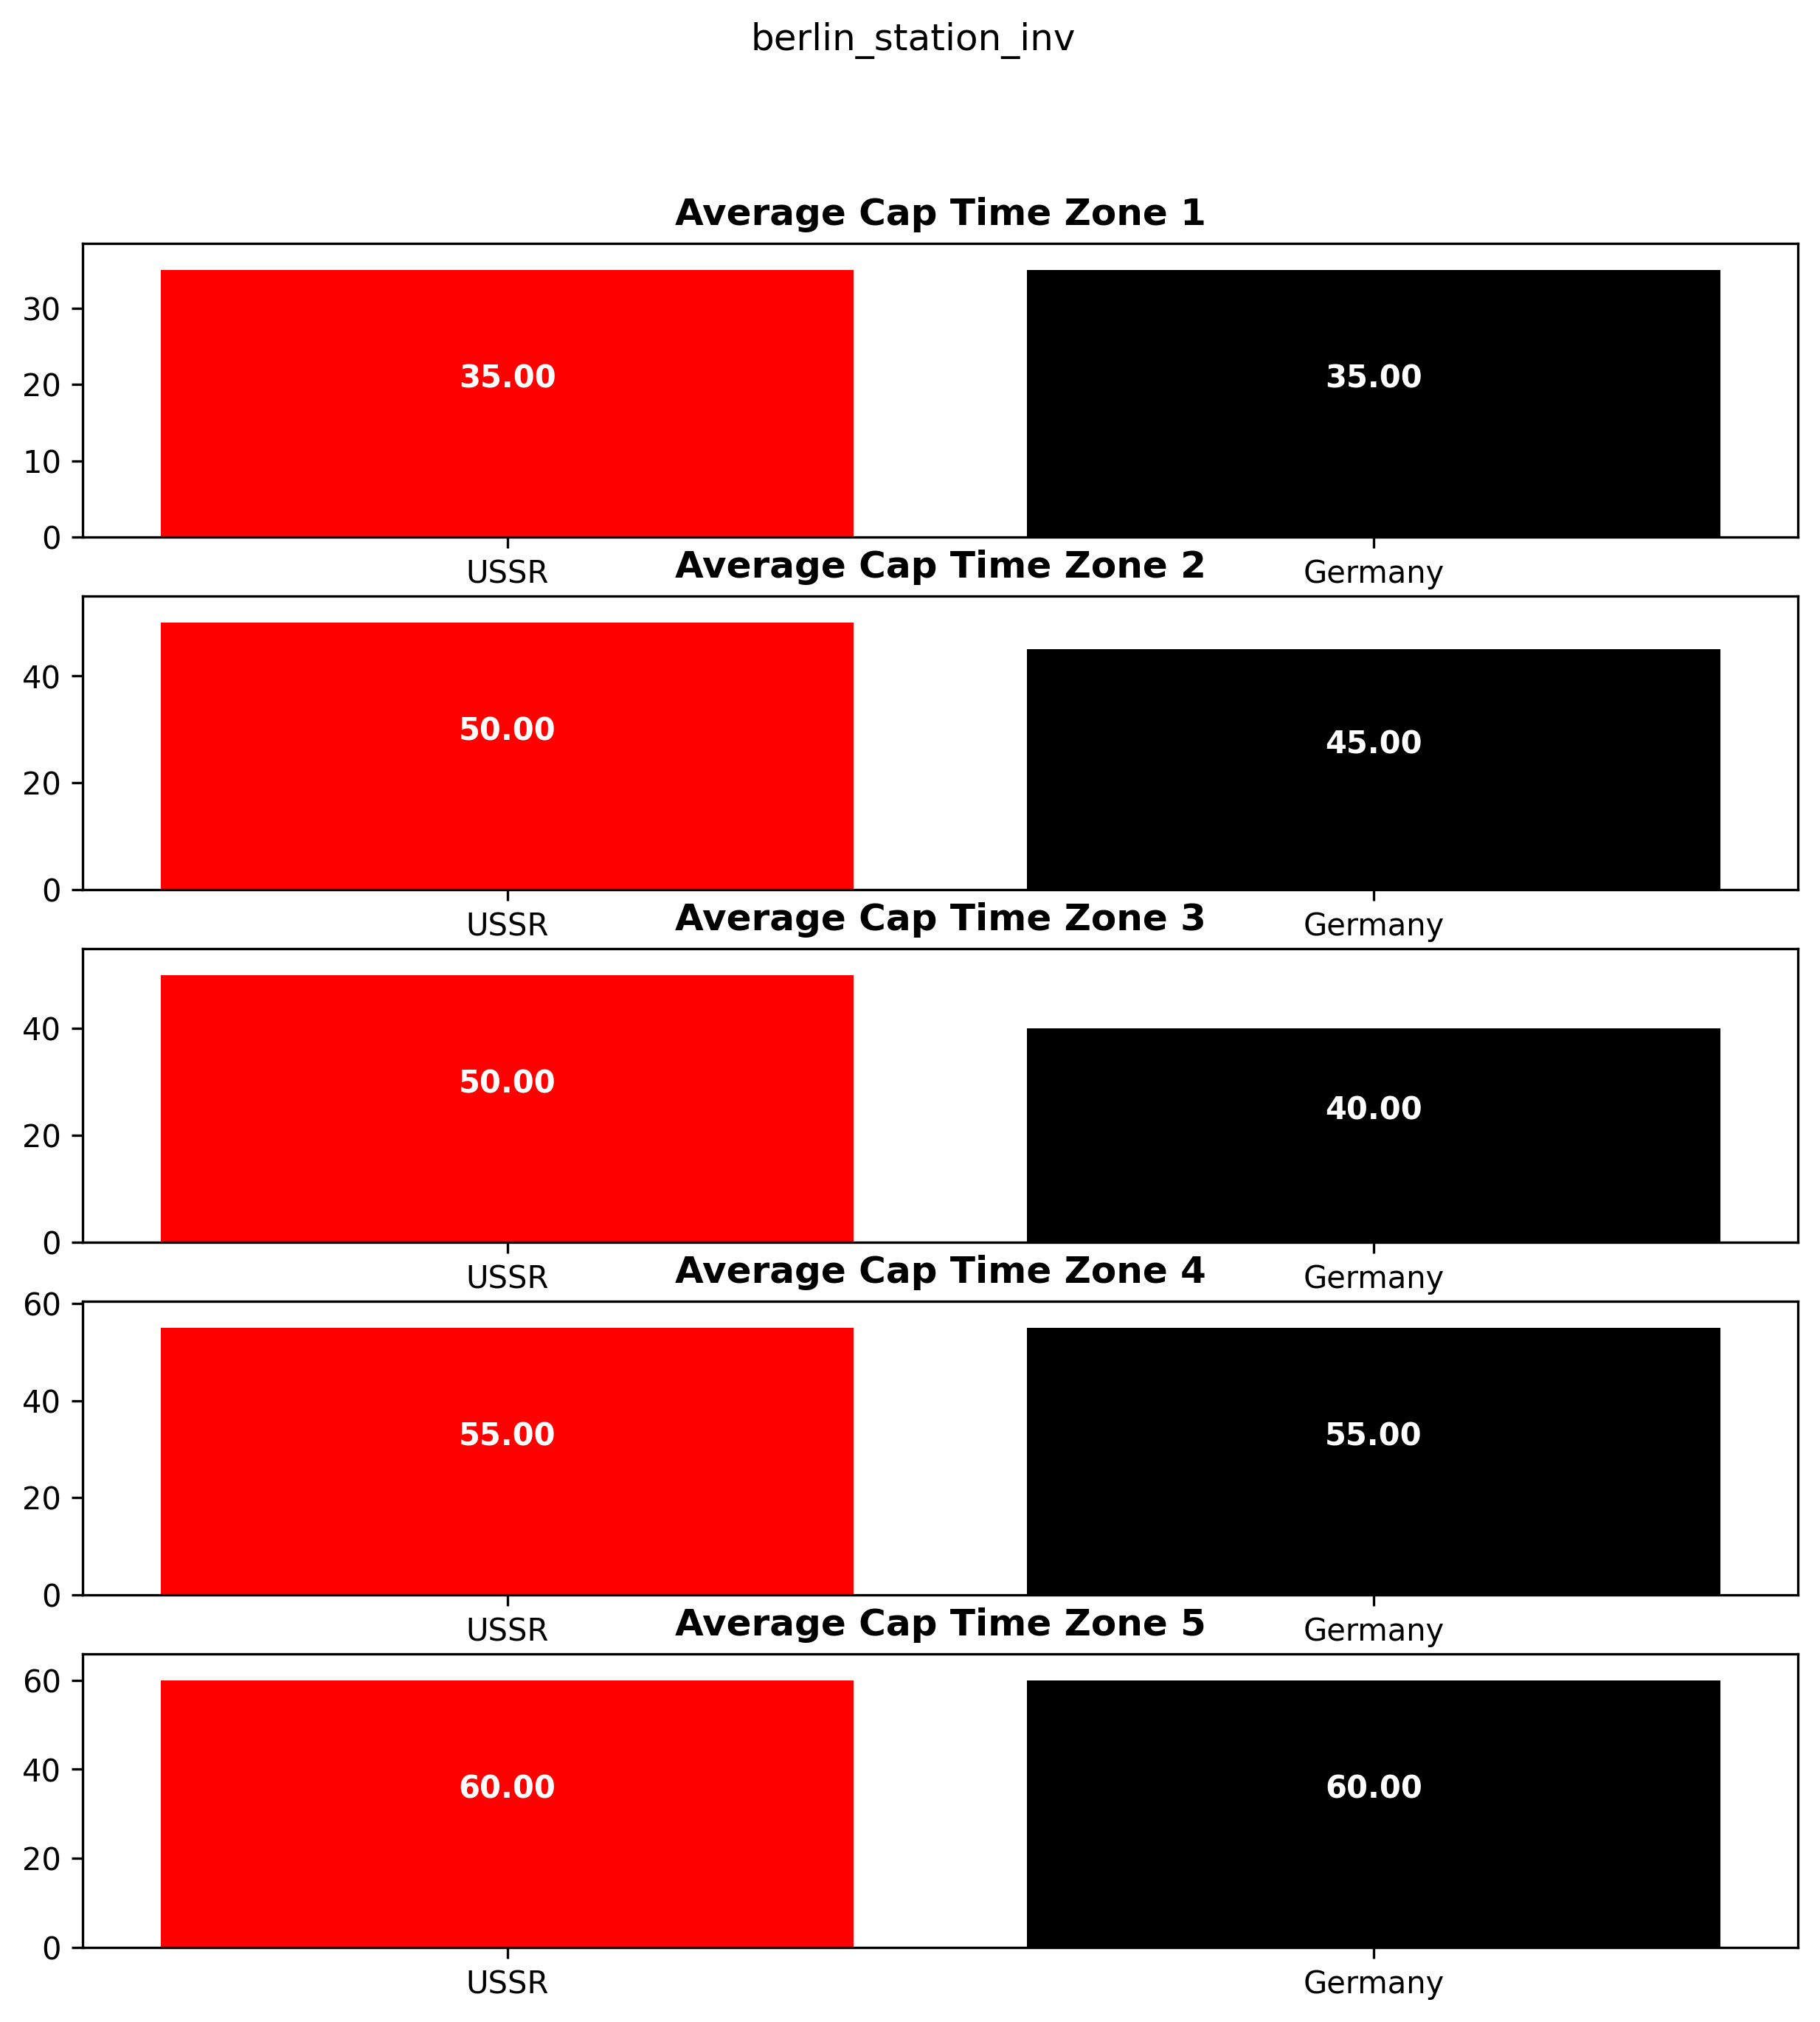 berlin_station_inv
Average Cap Time Zone 1
30
20
10
0
35.00
35.00
USSR
Germany
Average Cap Time Zone 2
40
20
0
50.00
45.00
USSR
Germany
Average Cap Time Zone 3
40
20
0
50.00
40.00
USSR
Germany
Average Cap Time Zone 4
60
40
20
0
55.00
55.00
USSR
Germany
Average Cap Time Zone 5
60
40
20
0
60.00
60.00
USSR
Germany